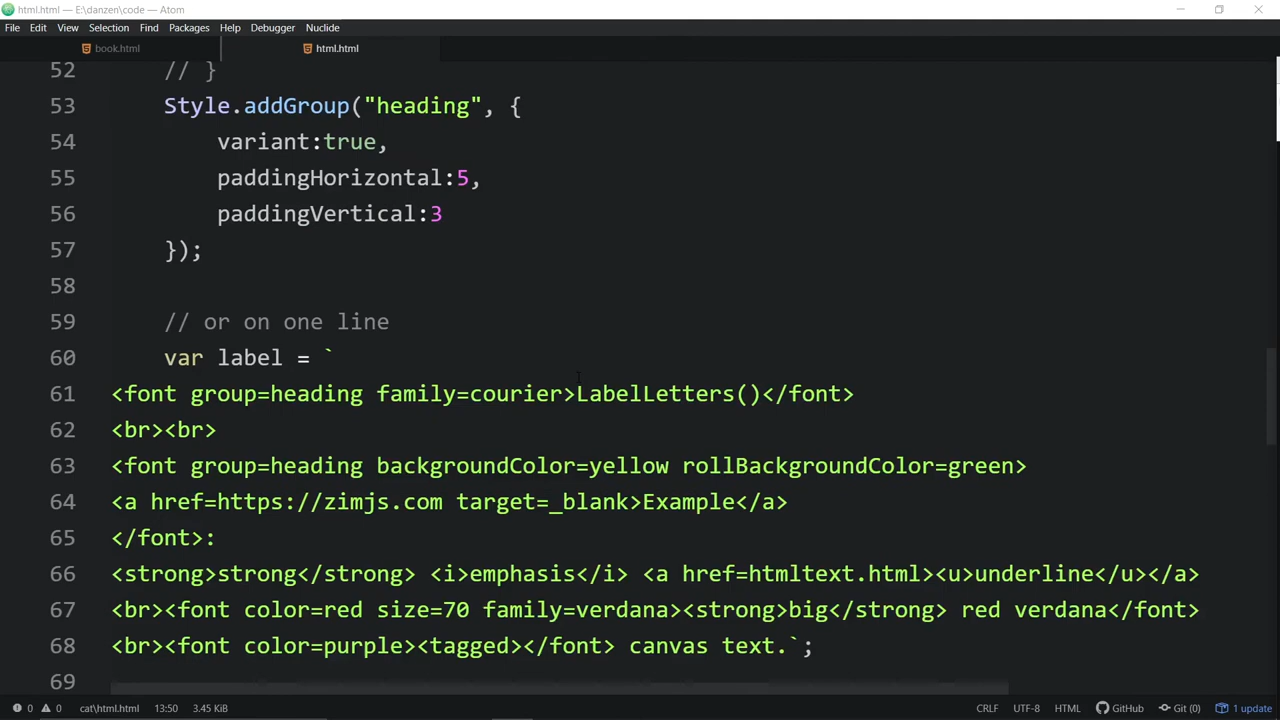 html.html — E:\danzen\code — Atom
File Edit View Selection Find Packages Help Debugger Nuclide
book.html html.html
52 // }
53 Style.addGroup("heading", {
54 variant:true,
55 paddingHorizontal:5,
56 paddingVertical:3
57 });
58
59 // or on one line
60 var label = `
61 <font group=heading family=courier>LabelLetters()</font>
62 <br><br>
63 <font group=heading backgroundColor=yellow rollBackgroundColor=green>
64 <a href=https://zimjs.com target=_blank>Example</a>
65 </font>:
66 <strong>strong</strong> <i>emphasis</i> <a href=htmltext.html><u>underline</u></a>
67 <br><font color=red size=70 family=verdana><strong>big</strong> red verdana</font>
68 <br><font color=purple><tagged></font> canvas text.`;
69
0 0 cat\html.html 13:50 3.45 KiB CRLF UTF-8 HTML GitHub Git (0) 1 update